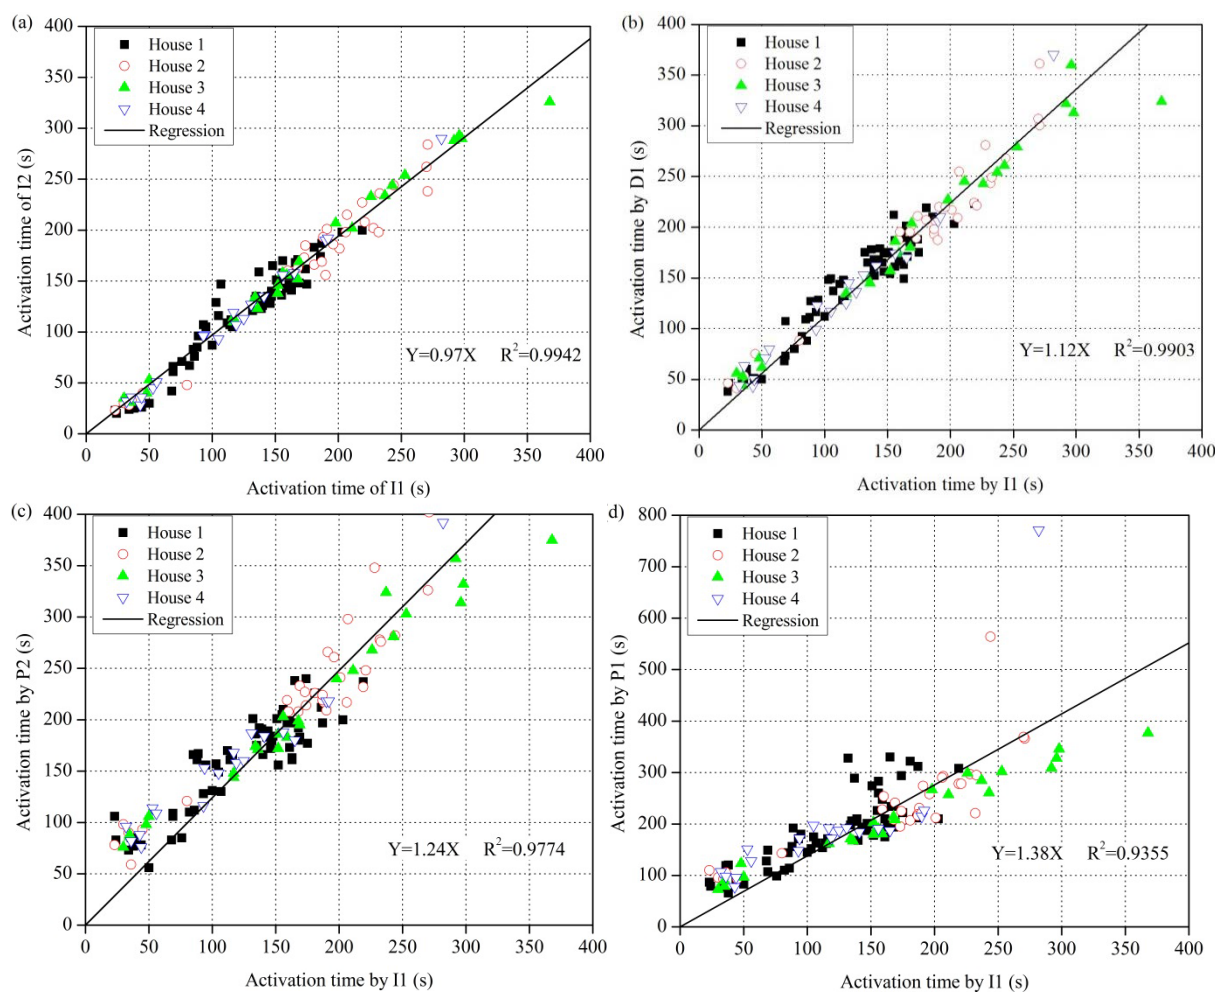 (a)
400
350
300
250
200
150
100
50
0
Activation time of I2 (s)
House 1
House 2
House 3
House 4
Regression
Y=0.97X R²=0.9942
0 50 100 150 200 250 300 350 400
Activation time of I1 (s)
(b)
400
350
300
250
200
150
100
50
0
Activation time by D1 (s)
House 1
House 2
House 3
House 4
Regression
Y=1.12X R²=0.9903
0 50 100 150 200 250 300 350 400
Activation time by I1 (s)
(c)
400
350
300
250
200
150
100
50
0
Activation time by P2 (s)
House 1
House 2
House 3
House 4
Regression
Y=1.24X R²=0.9774
0 50 100 150 200 250 300 350 400
Activation time by I1 (s)
d)
800
700
600
500
400
300
200
100
0
Activation time by P1 (s)
House 1
House 2
House 3
House 4
Regression
Y=1.38X R²=0.9355
0 50 100 150 200 250 300 350 400
Activation time by I1 (s)